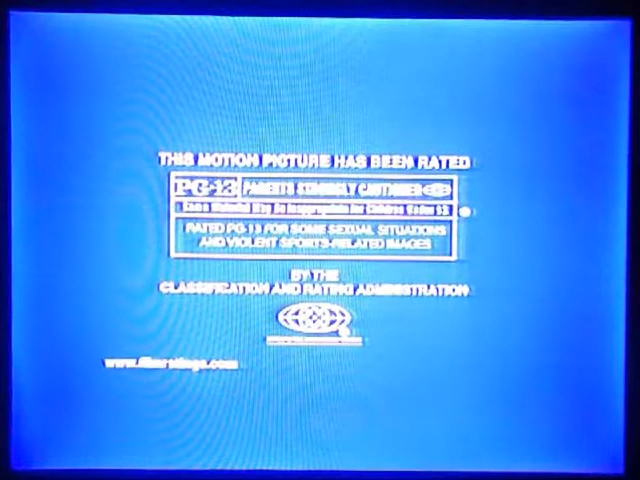 THIS MOTION PICTURE HAS BEEN RATED
PG-13 PARENTS STRONGLY CAUTIONED
Some Material May Be Inappropriate for Children Under 13
RATED PG-13 FOR SOME SEXUAL SITUATIONS
AND VIOLENT SPORTS-RELATED IMAGES
BY THE
CLASSIFICATION AND RATING ADMINISTRATION
www.filmratings.com